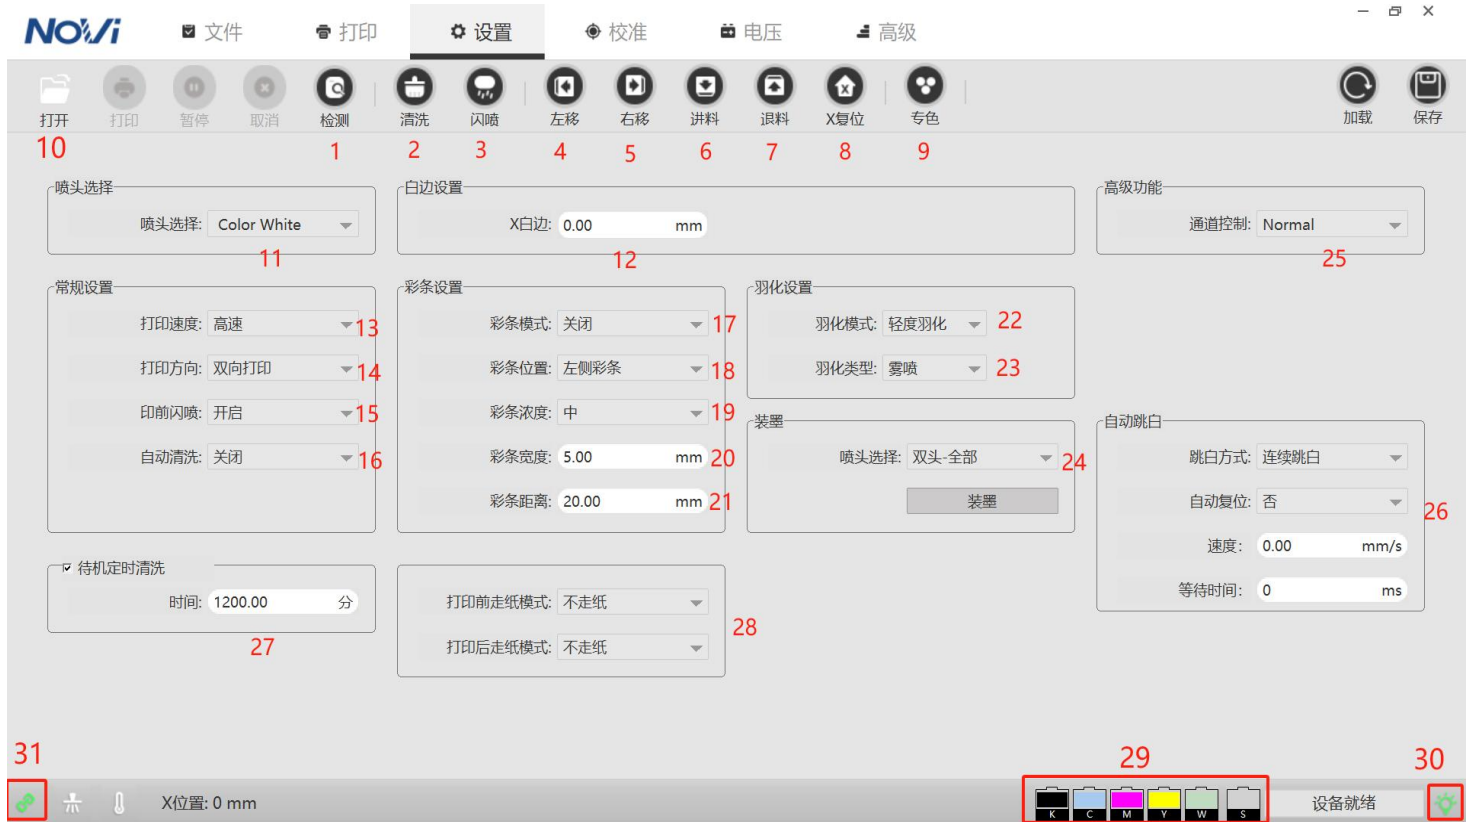 NOVi 文件 打印 设置 校准 电压 高级
打开 打印 暂停 取消 检测 清洗 闪喷 左移 右移 进料 退料 X复位 专色 加载 保存
10 1 2 3 4 5 6 7 8 9
喷头选择 白边设置 高级功能
喷头选择: Color White X白边: 0.00 mm 通道控制: Normal
11 12 25
常规设置 彩条设置 羽化设置
打印速度: 高速 13 彩条模式: 关闭 17 羽化模式: 轻度羽化 22
打印方向: 双向打印 14 彩条位置: 左侧彩条 18 羽化类型: 雾喷 23
印前闪喷: 开启 15 彩条浓度: 中 19 装墨 自动跳白
自动清洗: 关闭 16 彩条宽度: 5.00 mm 20 喷头选择: 双头-全部 24 跳白方式: 连续跳白
彩条距离: 20.00 mm 21 装墨 自动复位: 否 26
速度: 0.00 mm/s
待机定时清洗
等待时间: 0 ms
时间: 1200.00 分 打印前走纸模式: 不走纸
27 28
打印后走纸模式: 不走纸
31 29 30
X位置: 0 mm K C M Y W S 设备就绪